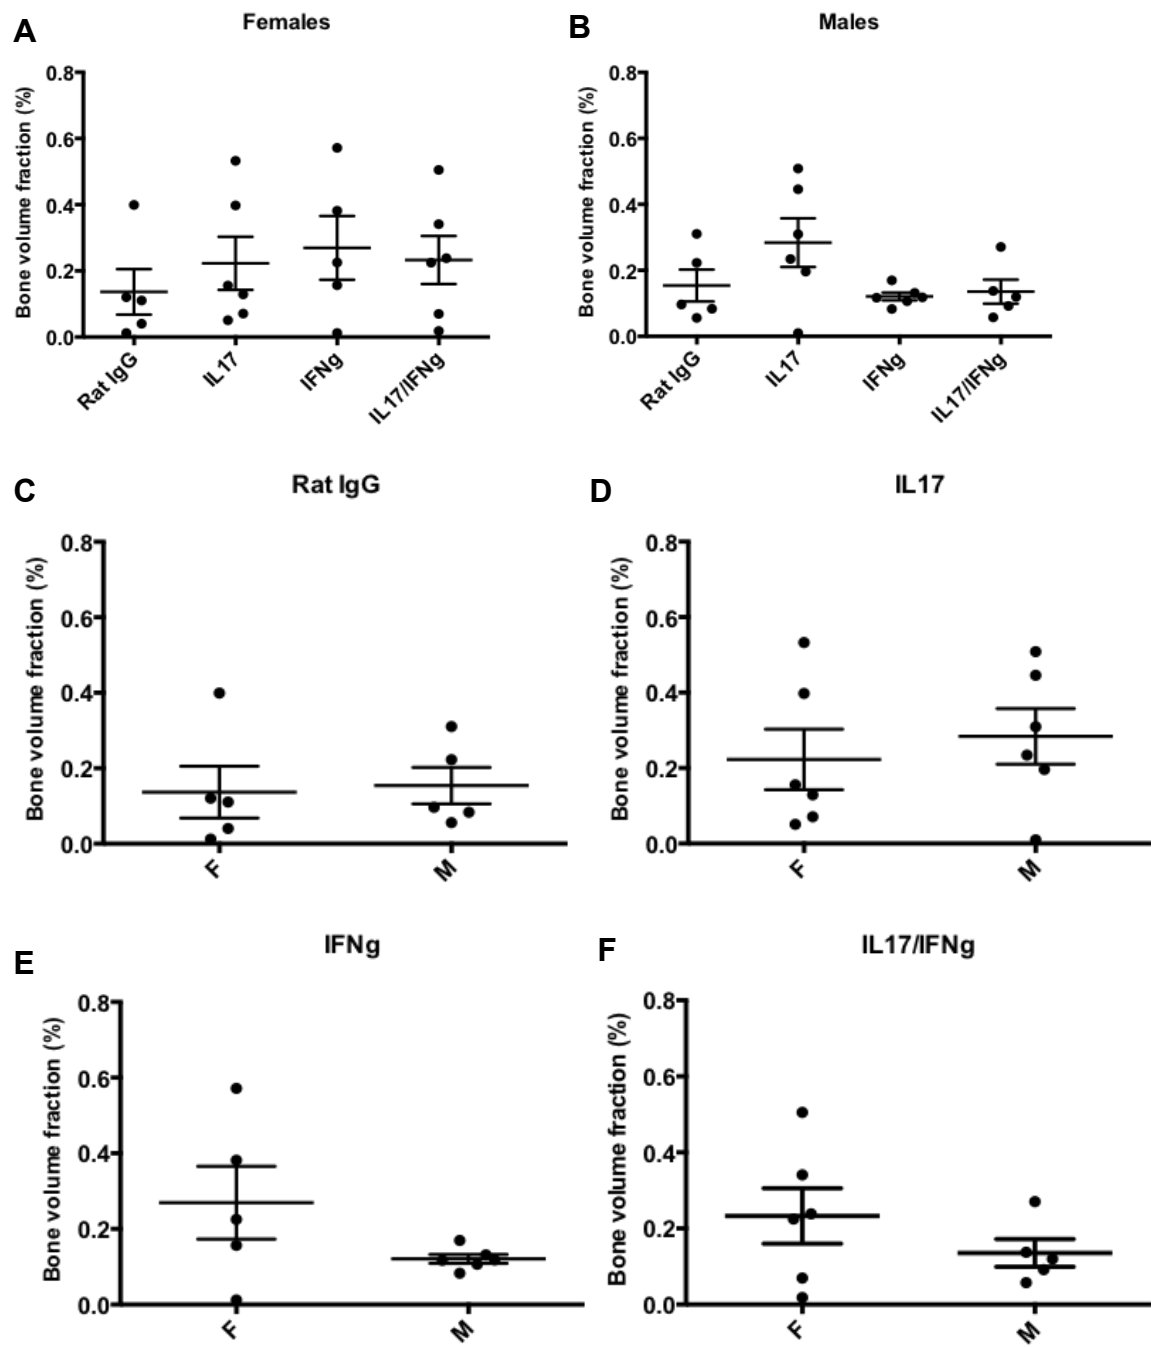 A
Females
Bone volume fraction (%)
0.8
0.6
0.4
0.2
0.0
Rat IgG
IL17
IFNg
IL17/IFNg
B
Males
Bone volume fraction (%)
0.8
0.6
0.4
0.2
0.0
Rat IgG
IL17
IFNg
IL17/IFNg
C
Rat IgG
Bone volume fraction (%)
0.8
0.6
0.4
0.2
0.0
F
M
D
IL17
Bone volume fraction (%)
0.8
0.6
0.4
0.2
0.0
F
M
E
IFNg
Bone volume fraction (%)
0.8
0.6
0.4
0.2
0.0
F
M
F
IL17/IFNg
Bone volume fraction (%)
0.8
0.6
0.4
0.2
0.0
F
M